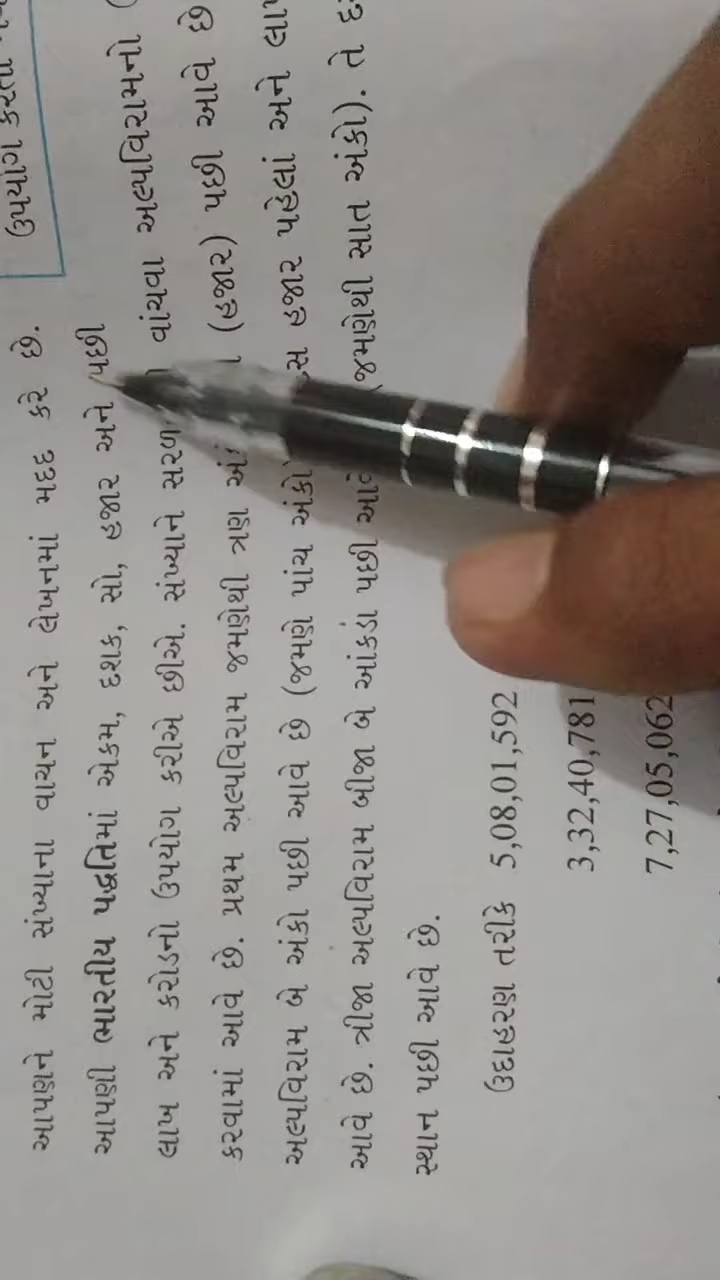 ઉપયોગ કરતા
આપણને મોટી સંખ્યાના વાચન અને લેખનમાં મદદ કરે છે.
આપણી ભારતીય પદ્ધતિમાં એકમ, દશક, સો, હજાર અને પછી
લાખ અને કરોડનો ઉપયોગ કરીએ છીએ. સંખ્યાને વાંચવા અલ્પવિરામનો
કરવામાં આવે છે. પ્રથમ અલ્પવિરામ જમણેથી ત્રણ (હજાર) પછી આવે છે
અલ્પવિરામ બે અંકો પછી આવે છે (જમણે પાંચ અંકો હજાર પહેલાં અને
આવે છે. ત્રીજા અલ્પવિરામ બીજા બે આંકડાં પછી જમણેથી સાત અંકો). તે
સ્થાન પછી આવે છે.
ઉદાહરણ તરીકે 5,08,01,592
3,32,40,781
7,27,05,062